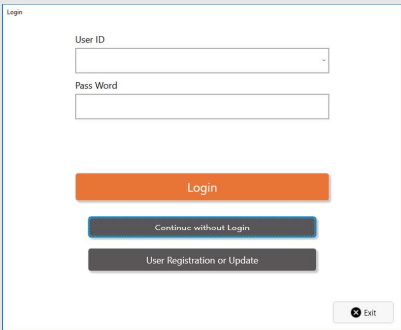 Login
User ID
Pass Word
Login
Continue without Login
User Registration or Update
Exit